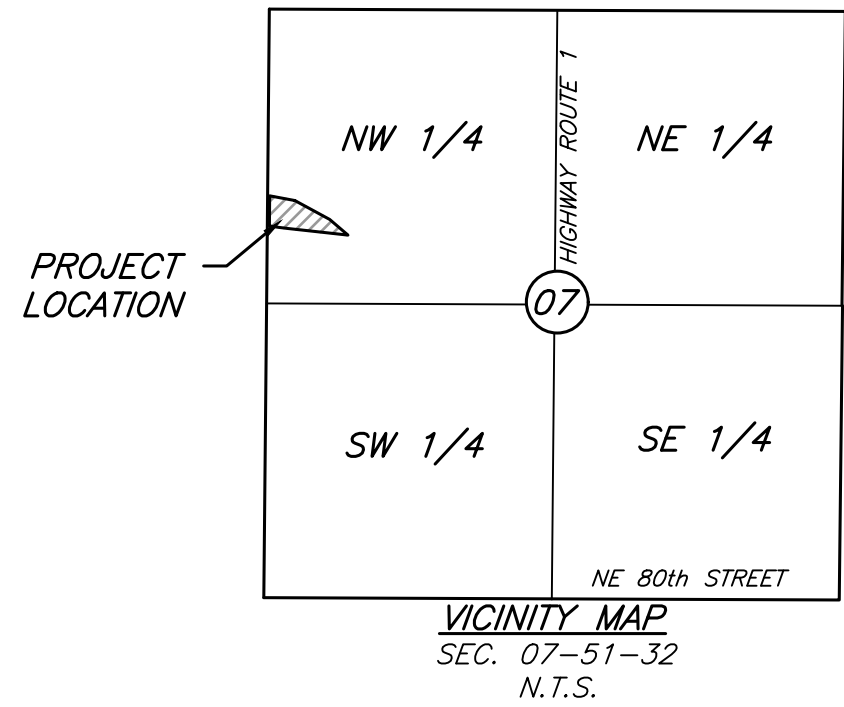 NW 1/4
NE 1/4
HIGHWAY ROUTE 1
PROJECT
LOCATION
07
SW 1/4
SE 1/4
NE 80th STREET
VICINITY MAP
SEC. 07-51-32
N.T.S.